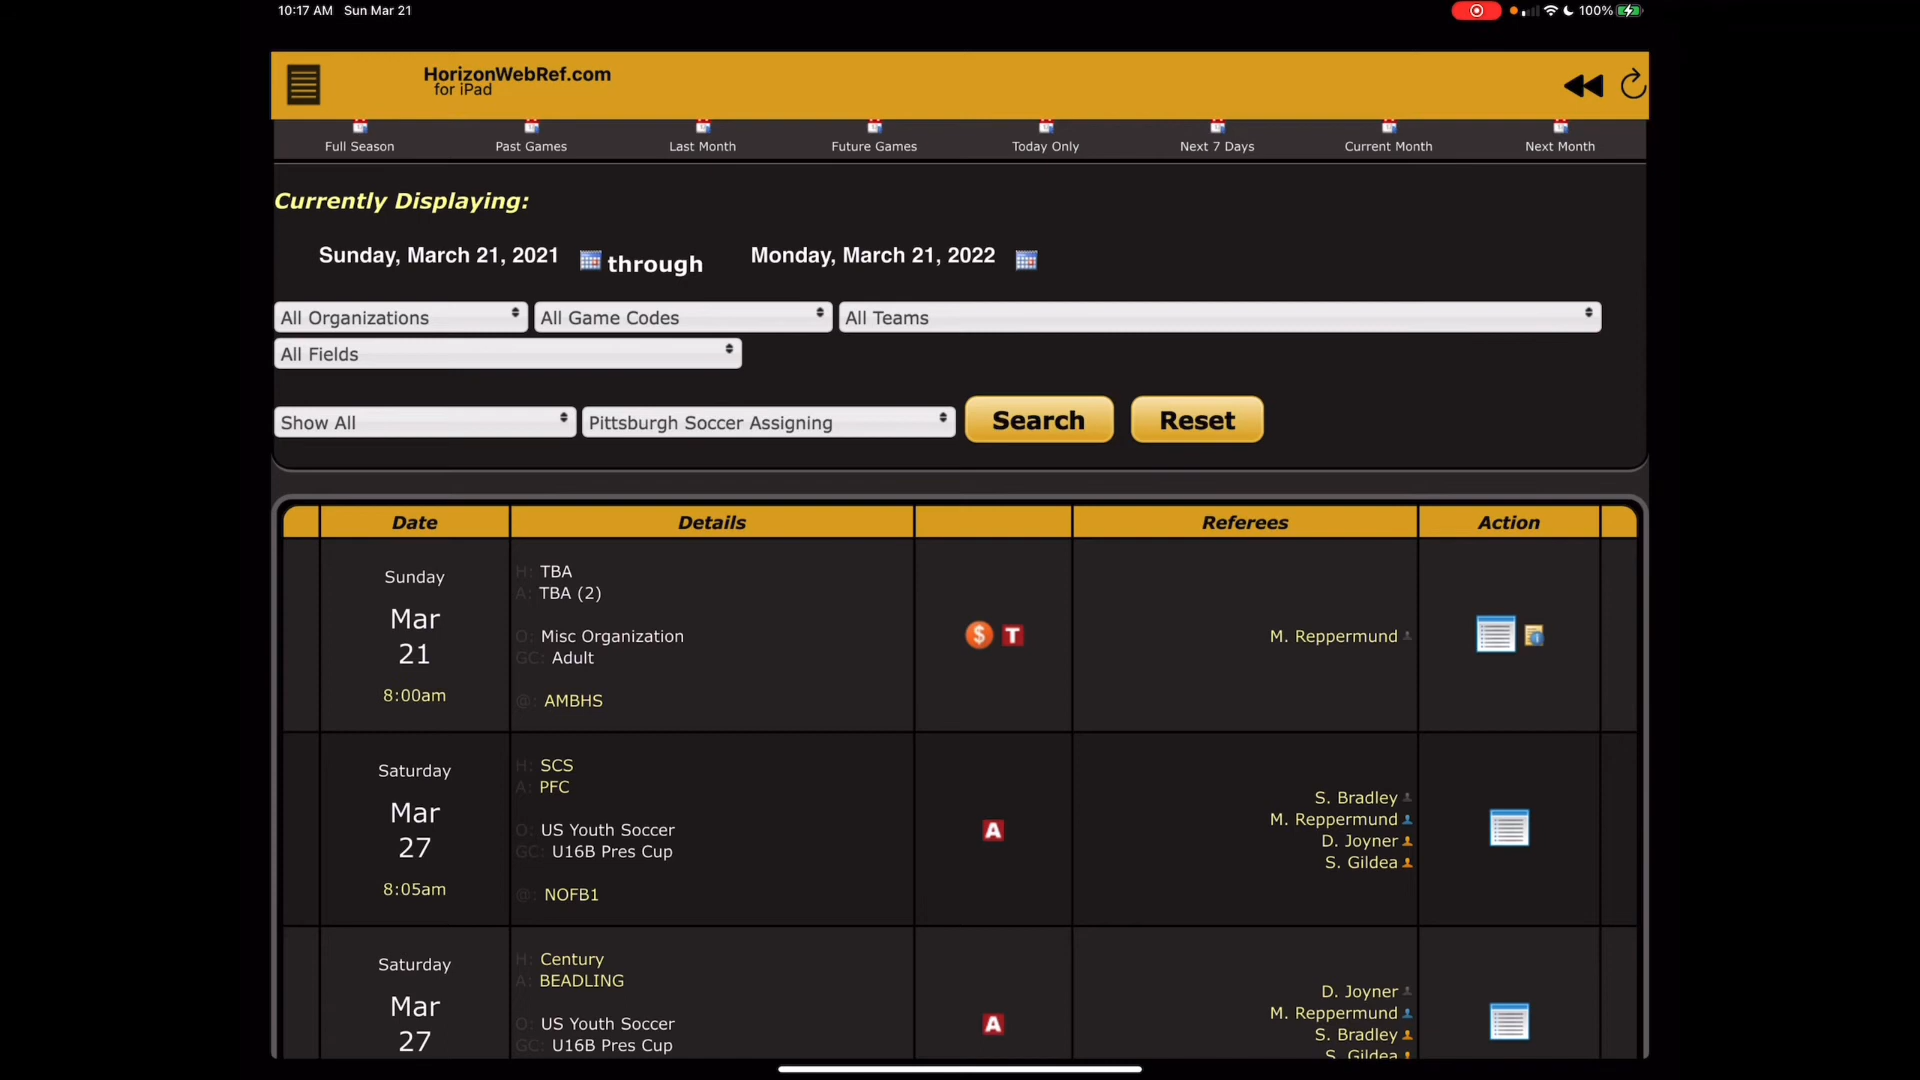 10:17 AM Sun Mar 21
100%
HorizonWebRef.com
for iPad
Full Season Past Games Last Month Future Games Today Only Next 7 Days Current Month Next Month
Currently Displaying:
Sunday, March 21, 2021 through Monday, March 21, 2022
All Organizations All Game Codes All Teams
All Fields
Show All Pittsburgh Soccer Assigning Search Reset
Date Details Referees Action
Sunday
Mar
21
8:00am
H: TBA
A: TBA (2)
O: Misc Organization
GC: Adult
@: AMBHS
$ T
M. Reppermund
Saturday
Mar
27
8:05am
H: SCS
A: PFC
O: US Youth Soccer
GC: U16B Pres Cup
@: NOFB1
A
S. Bradley
M. Reppermund
D. Joyner
S. Gildea
Saturday
Mar
27
H: Century
A: BEADLING
O: US Youth Soccer
GC: U16B Pres Cup
A
D. Joyner
M. Reppermund
S. Bradley
S. Gildea